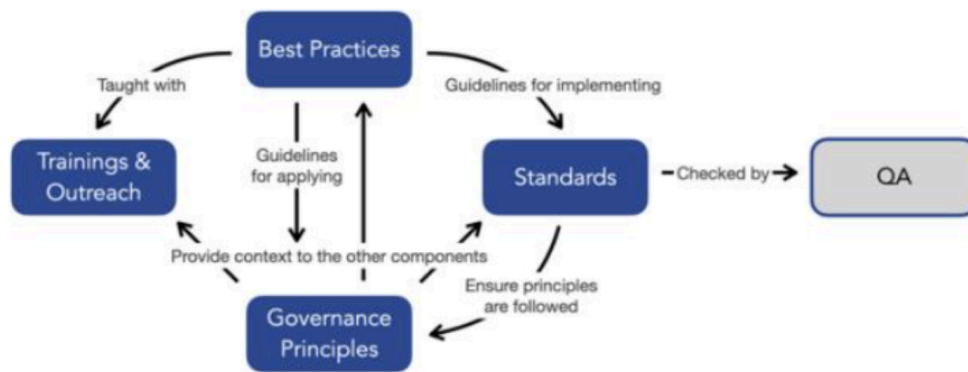 Best Practices
Taught with
Guidelines for implementing
Trainings &
Outreach
Guidelines
for applying
Standards
Checked by
QA
Provide context to the other components
Ensure principles
are followed
Governance
Principles